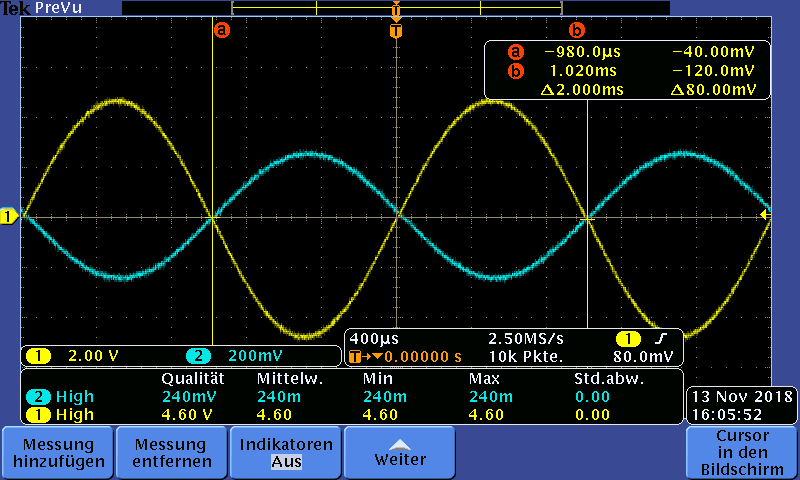 Tek PreVu
T
a
T
b
a −980.0µs −40.00mV
b 1.020ms −120.0mV
Δ2.000ms Δ80.00mV
1
1 2.00 V 2 200mV
400µs 2.50MS/s 1
T→▼0.00000 s 10k Pkte. 80.0mV
Qualität Mittelw. Min Max Std.abw.
2 High 240mV 240m 240m 240m 0.00
1 High 4.60 V 4.60 4.60 4.60 0.00
13 Nov 2018
16:05:52
Messung
hinzufügen
Messung
entfernen
Indikatoren
Aus
Weiter
Cursor
in den
Bildschirm